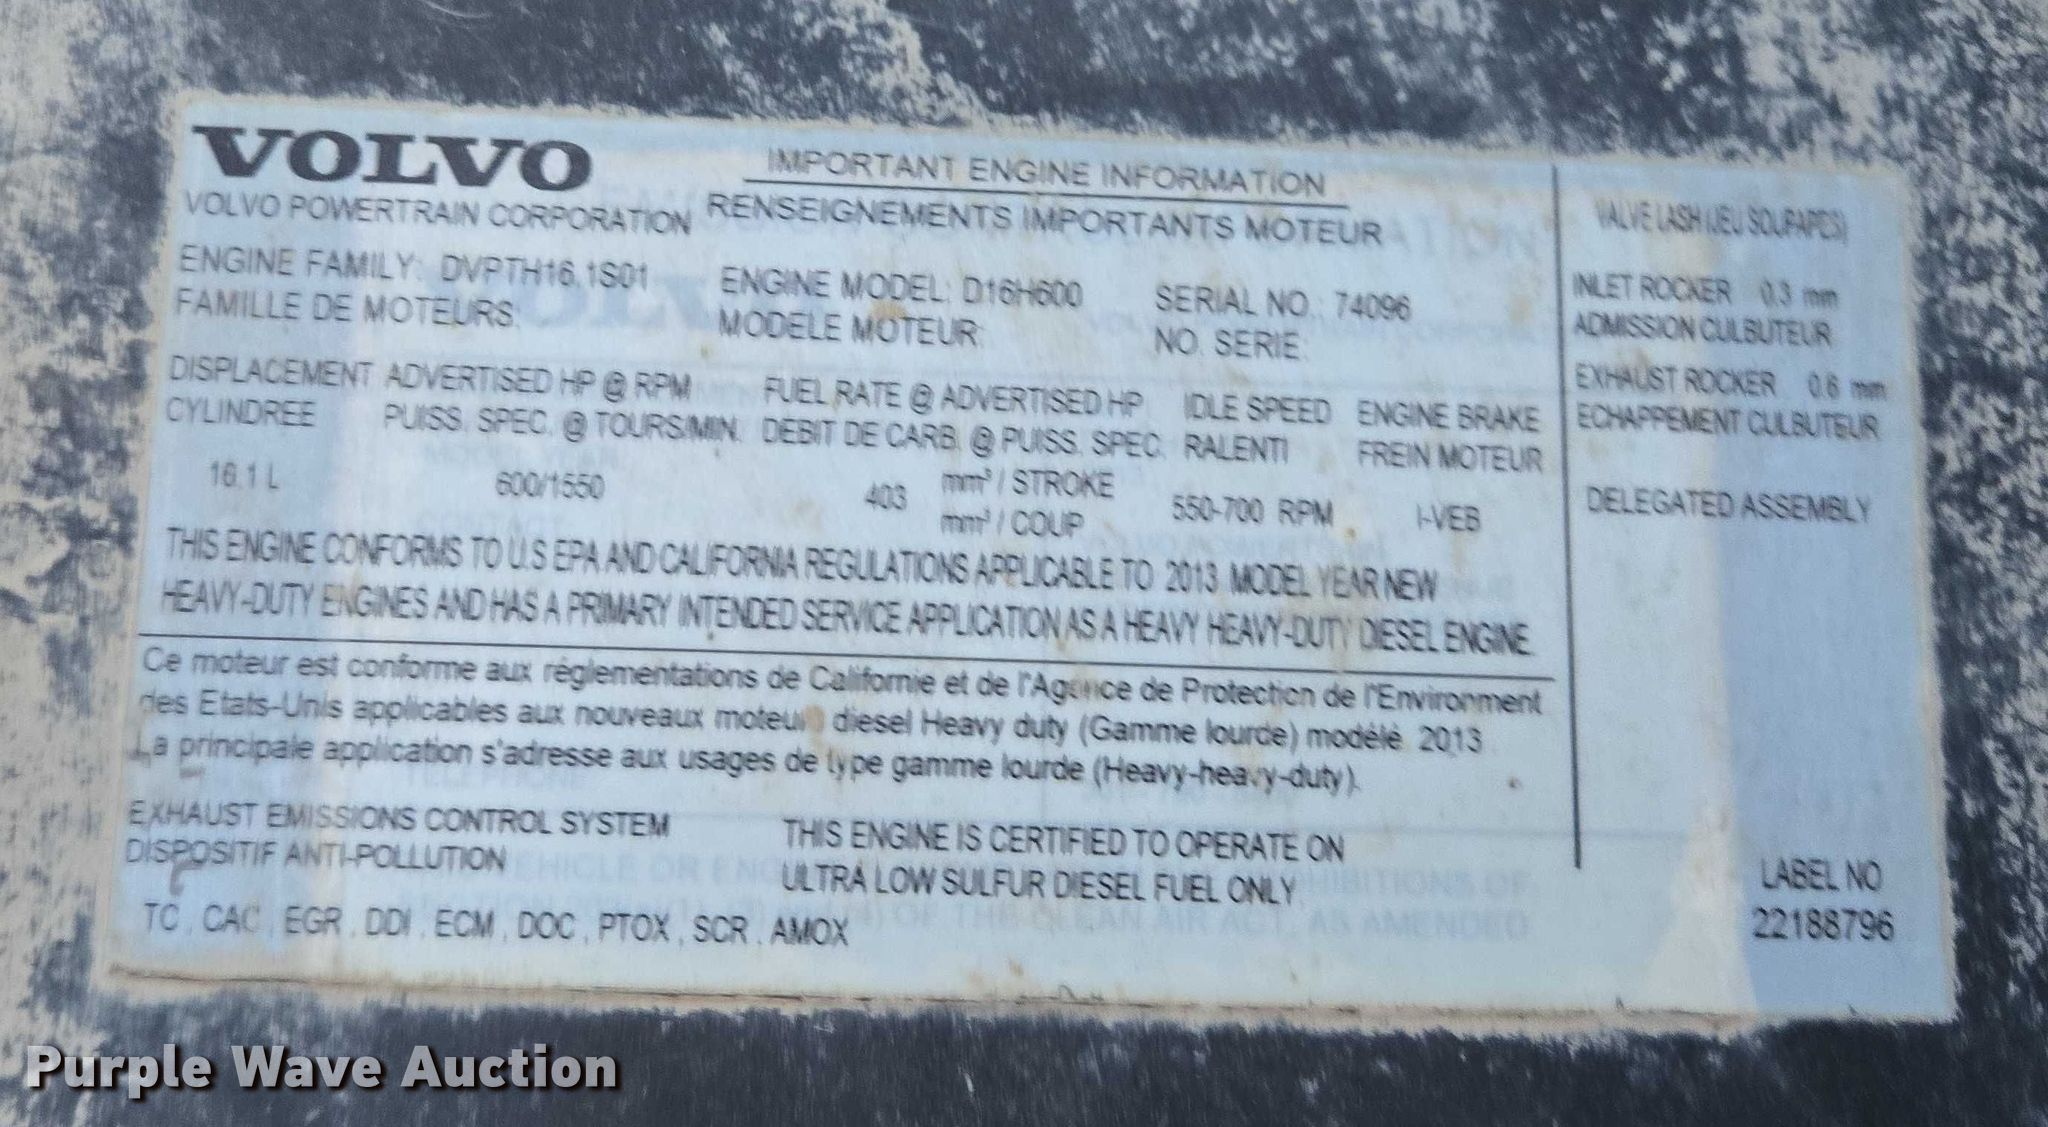 VOLVO
VOLVO POWERTRAIN CORPORATION
IMPORTANT ENGINE INFORMATION
RENSEIGNEMENTS IMPORTANTS MOTEUR
ENGINE FAMILY: DVPTH16.1S01
FAMILLE DE MOTEURS:
ENGINE MODEL: D16H600
MODELE MOTEUR:
SERIAL NO.: 74096
NO. SERIE:
DISPLACEMENT
CYLINDREE
16.1 L
ADVERTISED HP @ RPM
PUISS. SPEC. @ TOURS/MIN.
600/1550
FUEL RATE @ ADVERTISED HP
DEBIT DE CARB. @ PUISS. SPEC.
403 mm³ / STROKE
mm³ / COUP
IDLE SPEED
RALENTI
550-700 RPM
ENGINE BRAKE
FREIN MOTEUR
I-VEB
THIS ENGINE CONFORMS TO U.S EPA AND CALIFORNIA REGULATIONS APPLICABLE TO 2013 MODEL YEAR NEW
HEAVY-DUTY ENGINES AND HAS A PRIMARY INTENDED SERVICE APPLICATION AS A HEAVY HEAVY-DUTY DIESEL ENGINE.
Ce moteur est conforme aux réglementations de Californie et de l'Agence de Protection de l'Environment
des Etats-Unis applicables aux nouveaux moteurs diesel Heavy duty (Gamme lourde) modélé 2013
La principale application s'adresse aux usages de type gamme lourde (Heavy-heavy-duty).
EXHAUST EMISSIONS CONTROL SYSTEM
DISPOSITIF ANTI-POLLUTION
TC, CAC, EGR, DDI, ECM, DOC, PTOX, SCR, AMOX
THIS ENGINE IS CERTIFIED TO OPERATE ON
ULTRA LOW SULFUR DIESEL FUEL ONLY.
VALVE LASH (JEU SOUPAPES)
INLET ROCKER 0.3 mm
ADMISSION CULBUTEUR
EXHAUST ROCKER 0.6 mm
ECHAPPEMENT CULBUTEUR
DELEGATED ASSEMBLY
LABEL NO
22188796
Purple Wave Auction